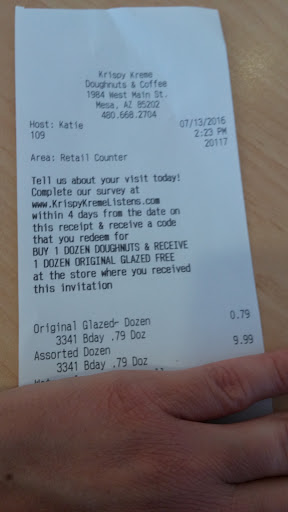 Krispy Kreme
Doughnuts & Coffee
1984 West Main St.
Mesa, AZ 85202
480.668.2704
Host: Katie 07/13/2016
109 2:23 PM
20117
Area: Retail Counter
Tell us about your visit today!
Complete our survey at
www.KrispyKremeListens.com
within 4 days from the date on
this receipt & receive a code
that you redeem for
BUY 1 DOZEN DOUGHNUTS & RECEIVE
1 DOZEN ORIGINAL GLAZED FREE
at the store where you received
this invitation
Original Glazed- Dozen 0.79
3341 Bday .79 Doz
Assorted Dozen 9.99
3341 Bday .79 Doz